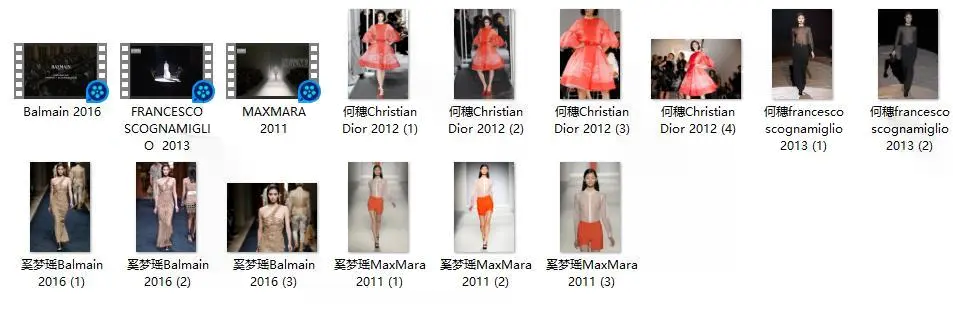 BALMAIN
Balmain 2016
FRANCESCO
SCOGNAMIGLI
O   2013
MAXMARA
2011
何穗Christian
Dior 2012 (1)
何穗Christian
Dior 2012 (2)
何穗Christian
Dior 2012 (3)
何穗Christian
Dior 2012 (4)
何穗francesco
scognamiglio
2013 (1)
何穗francesco
scognamiglio
2013 (2)
奚梦瑶Balmain
2016 (1)
奚梦瑶Balmain
2016 (2)
奚梦瑶Balmain
2016 (3)
奚梦瑶MaxMara
2011 (1)
奚梦瑶MaxMara
2011 (2)
奚梦瑶MaxMara
2011 (3)